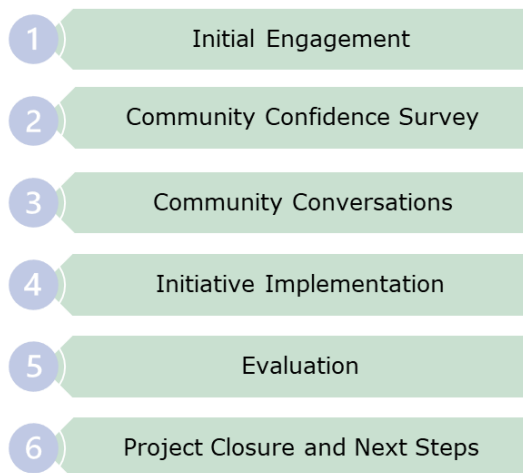 1 Initial Engagement
2 Community Confidence Survey
3 Community Conversations
4 Initiative Implementation
5 Evaluation
6 Project Closure and Next Steps